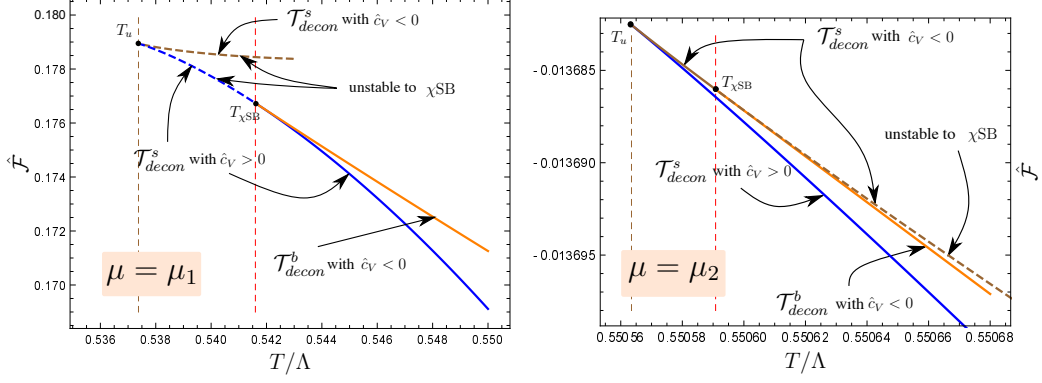 0.180
0.178
0.176
0.174
0.172
0.170
0.536
0.538
0.540
0.542
0.544
0.546
0.548
0.550
T/Λ
ℱ̂
T_u
T_χSB
𝒯^s_decon with ĉ_V < 0
unstable to χSB
𝒯^s_decon with ĉ_V > 0
𝒯^b_decon with ĉ_V < 0
μ = μ₁
-0.013685
-0.013690
-0.013695
0.55056
0.55058
0.55060
0.55062
0.55064
0.55066
0.55068
T/Λ
ℱ̂
T_u
T_χSB
𝒯^s_decon with ĉ_V < 0
unstable to χSB
𝒯^s_decon with ĉ_V > 0
𝒯^b_decon with ĉ_V < 0
μ = μ₂